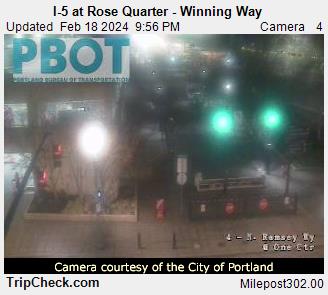 I-5 at Rose Quarter - Winning Way
Updated Feb 18 2024 9:56 PM Camera 4
PBOT
PORTLAND BUREAU OF TRANSPORTATION
4 - N. Ramsey Wy
W One Ctr
Camera courtesy of the City of Portland
TripCheck.com Milepost302.00